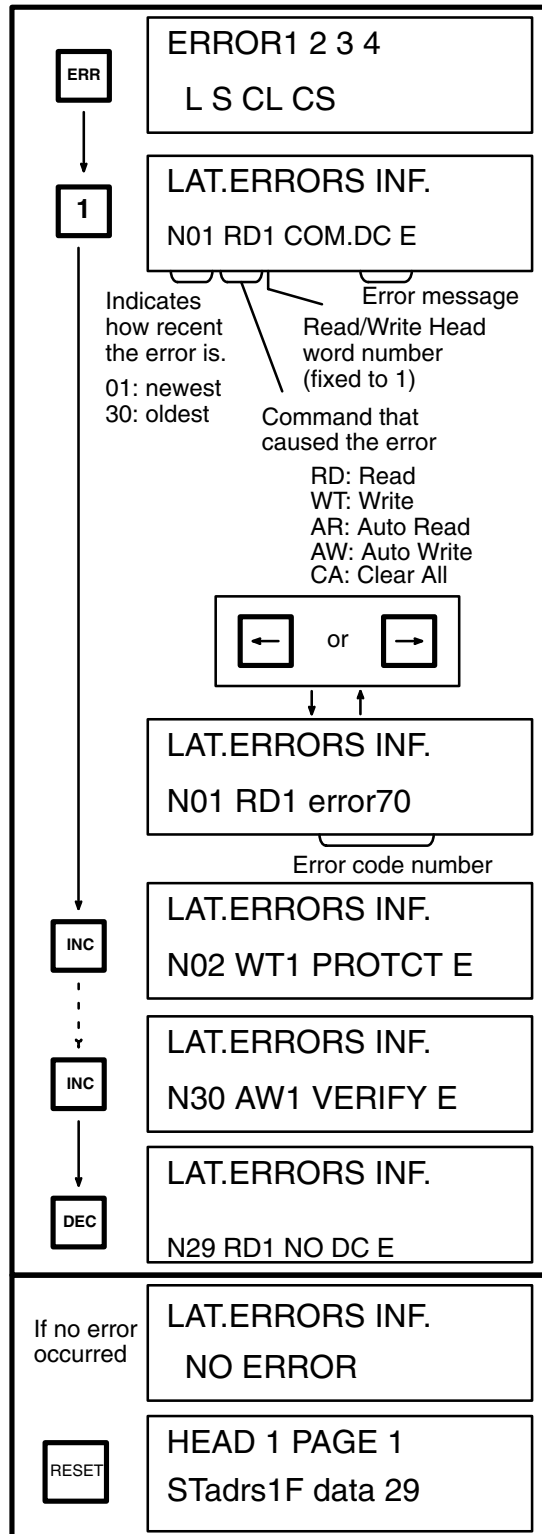 ERR
ERROR1 2 3 4
L S CL CS
1
LAT.ERRORS INF.
N01 RD1 COM.DC E
Indicates
how recent
the error is.
01: newest
30: oldest
Error message
Read/Write Head
word number
(fixed to 1)
Command that
caused the error
RD: Read
WT: Write
AR: Auto Read
AW: Auto Write
CA: Clear All
← or →
LAT.ERRORS INF.
N01 RD1 error70
Error code number
INC
LAT.ERRORS INF.
N02 WT1 PROTCT E
INC
LAT.ERRORS INF.
N30 AW1 VERIFY E
DEC
LAT.ERRORS INF.
N29 RD1 NO DC E
If no error
occurred
LAT.ERRORS INF.
NO ERROR
RESET
HEAD 1 PAGE 1
STadrs1F data 29